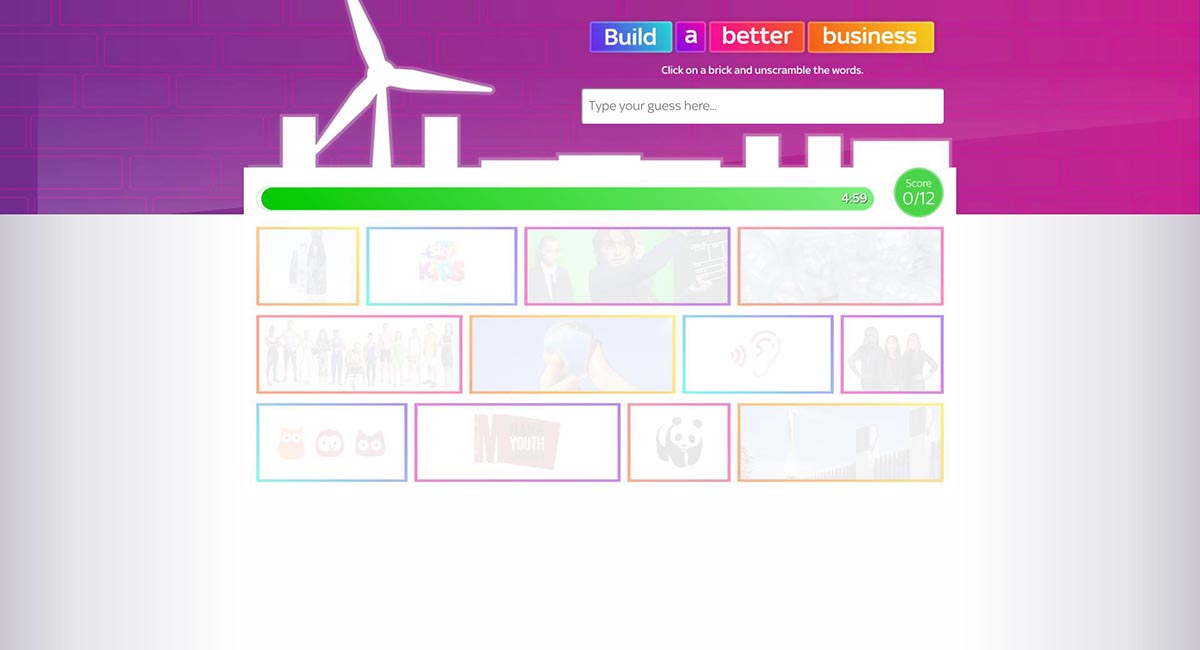 Build a better business
Click on a brick and unscramble the words.
Type your guess here...
4:59
Score
0/12
sky
KIDS
YOUTH